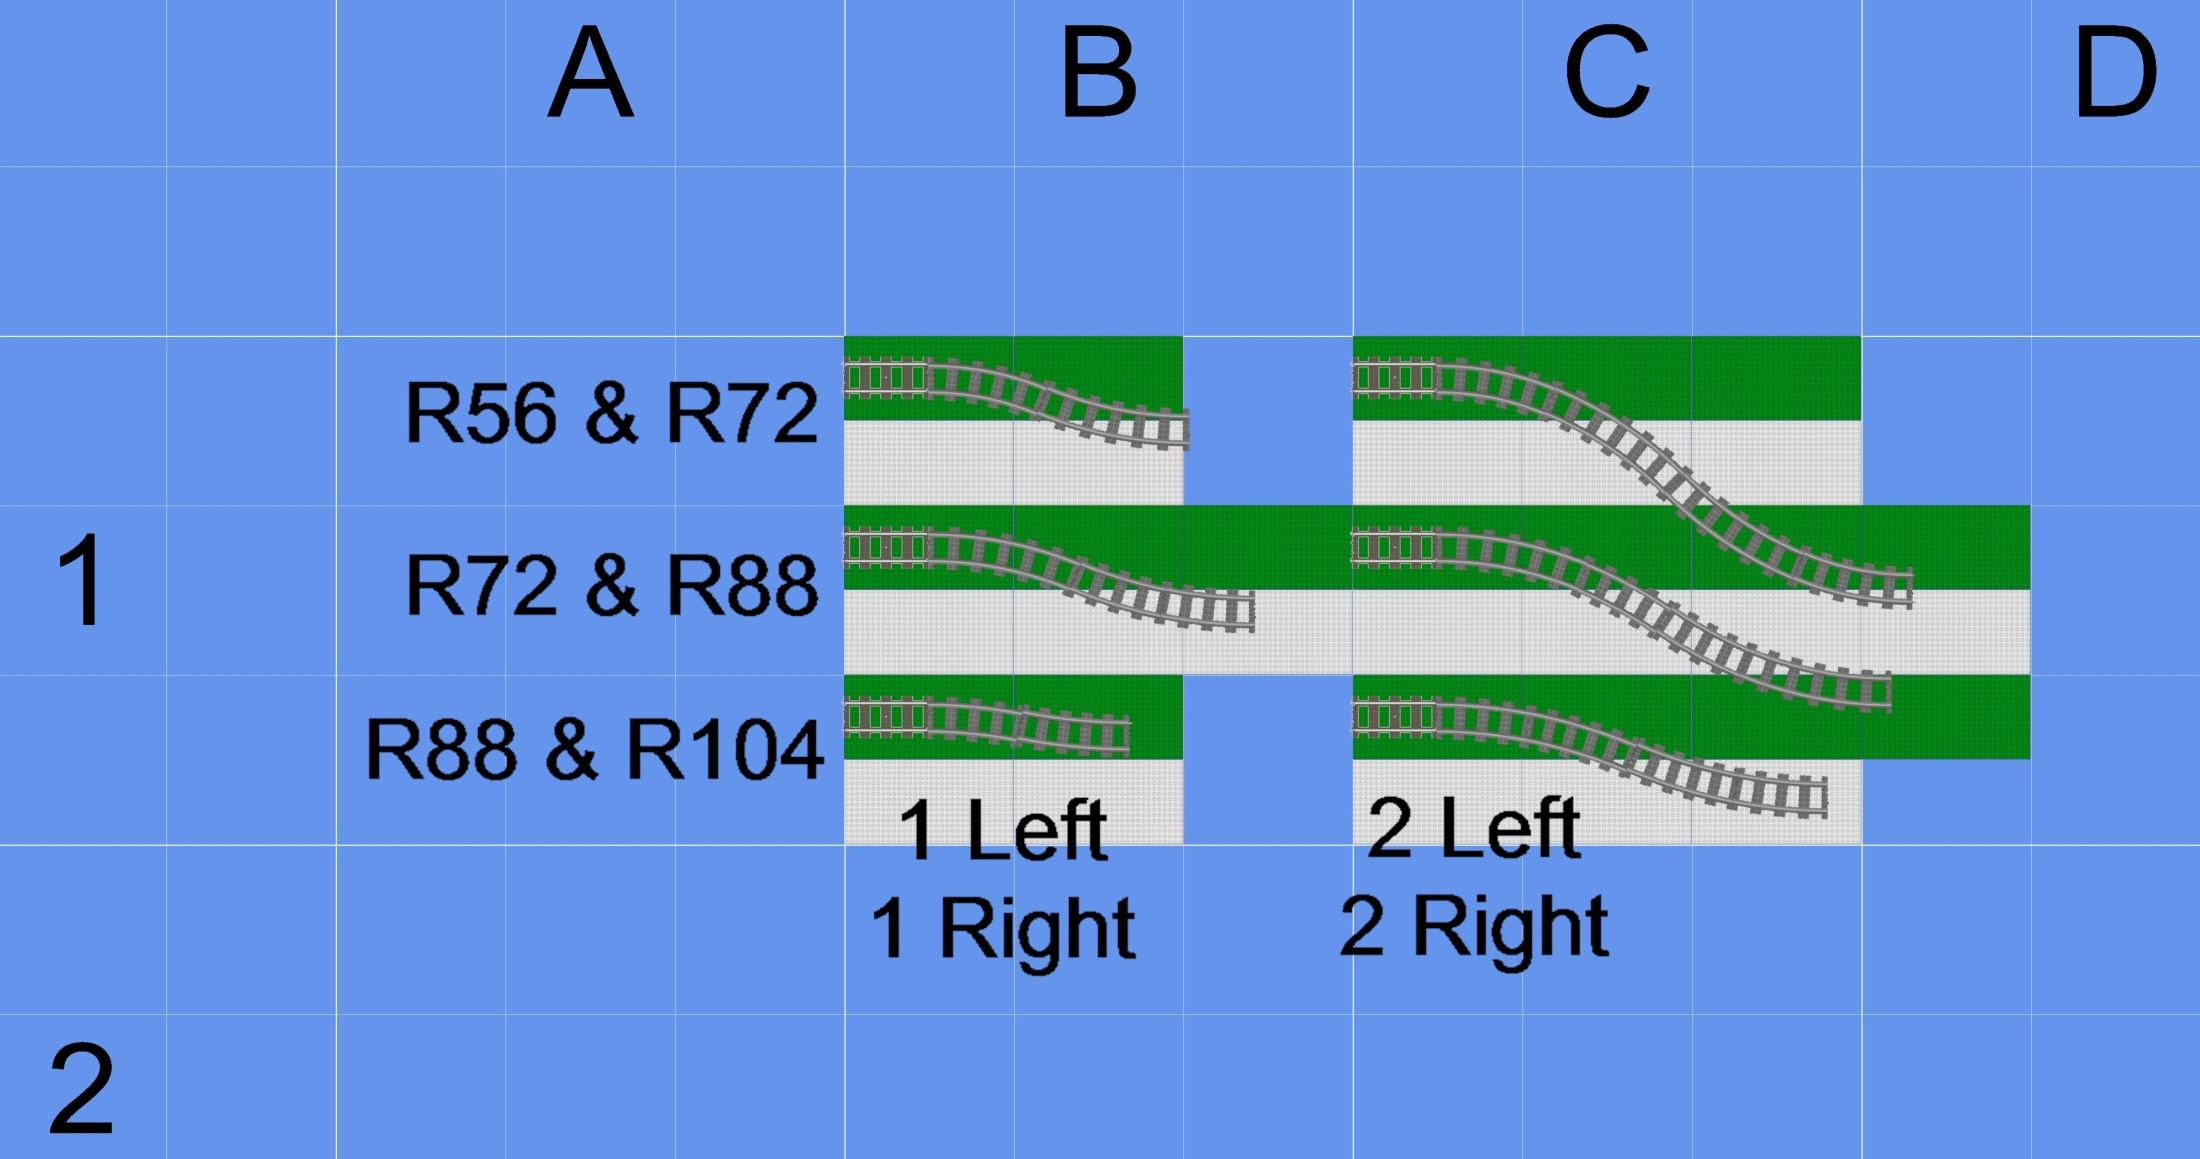 A B C D
1
R56 & R72
R72 & R88
R88 & R104
1 Left
1 Right
2 Left
2 Right
2